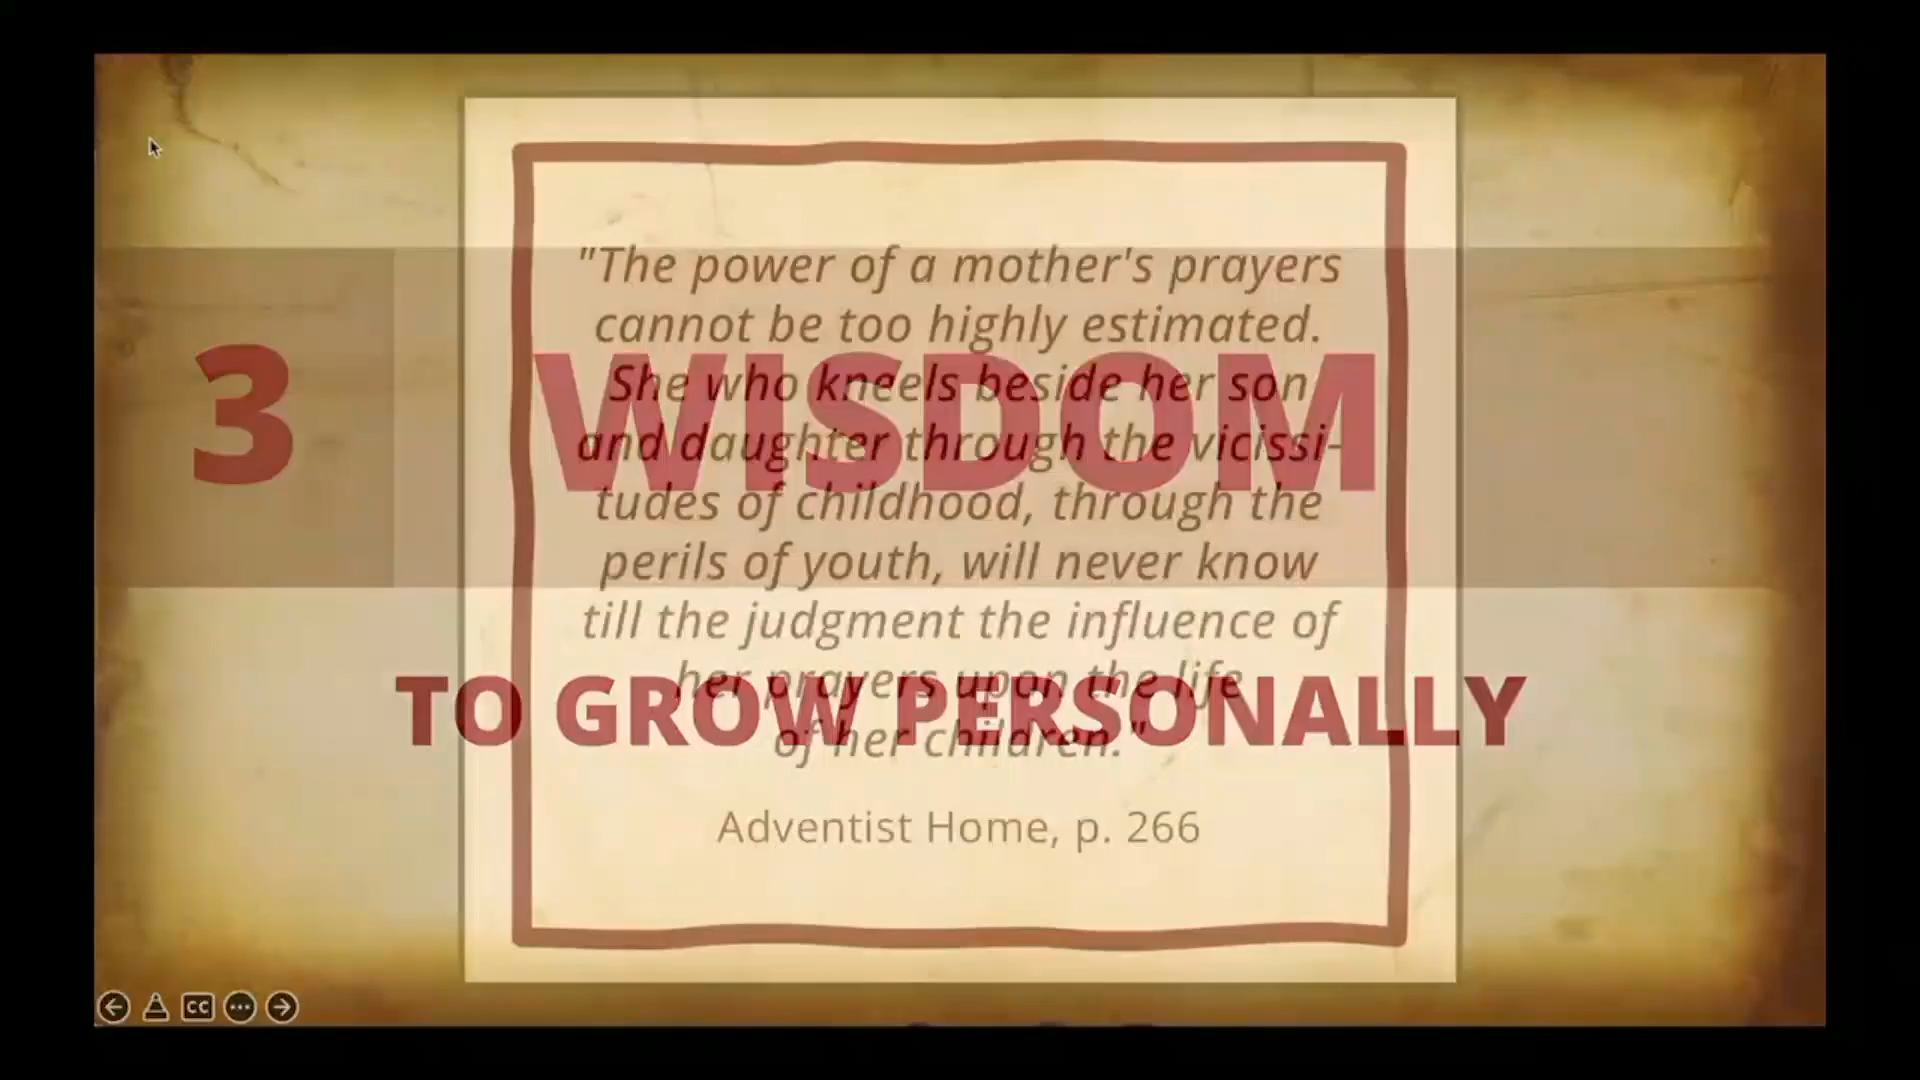 "The power of a mother's prayers
cannot be too highly estimated.
She who kneels beside her son
and daughter through the vicissi-
tudes of childhood, through the
perils of youth, will never know
till the judgment the influence of
her prayers upon the life
of her children."
Adventist Home, p. 266
3
WISDOM
TO GROW PERSONALLY
CC